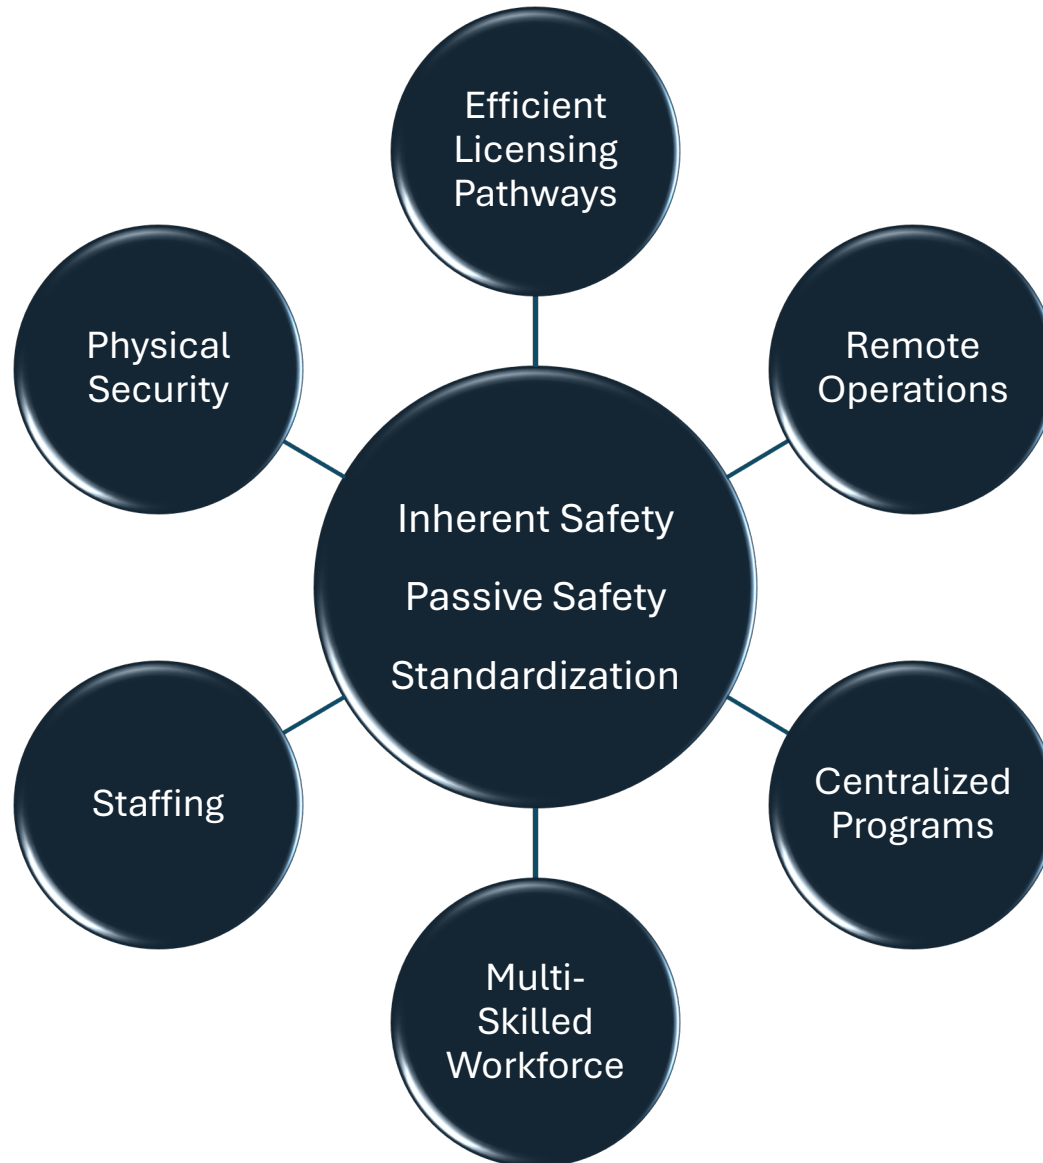 Efficient
Licensing
Pathways
Physical
Security
Remote
Operations
Inherent Safety
Passive Safety
Standardization
Staffing
Centralized
Programs
Multi-
Skilled
Workforce